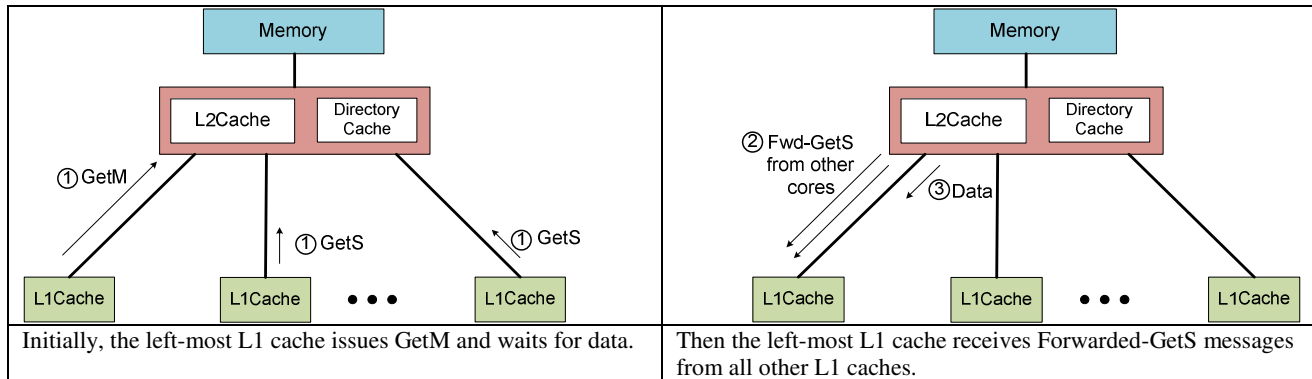 Memory
L2Cache
Directory
Cache
① GetM
① GetS
① GetS
L1Cache
L1Cache
L1Cache
Initially, the left-most L1 cache issues GetM and waits for data.
Memory
L2Cache
Directory
Cache
② Fwd-GetS
from other
cores
③ Data
L1Cache
L1Cache
L1Cache
Then the left-most L1 cache receives Forwarded-GetS messages
from all other L1 caches.